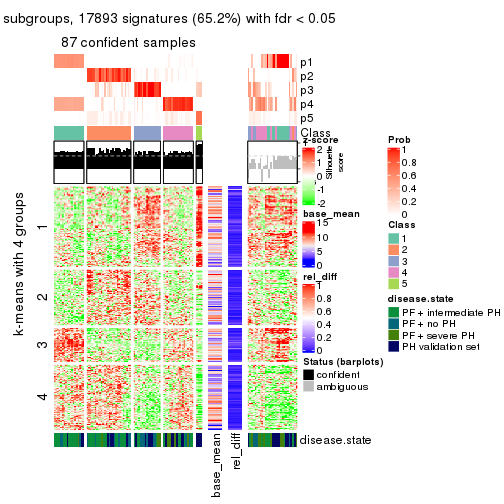 subgroups, 17893 signatures (65.2%) with fdr < 0.05
87 confident samples
p1
p2
p3
p4
p5
Class
1
Silhouette
score
k-means with 4 groups
1
2
3
4
base_mean
rel_diff
disease.state
z-score
2
1
0
-1
-2
base_mean
15
10
5
0
rel_diff
1
0.8
0.6
0.4
0.2
0
Status (barplots)
confident
ambiguous
Prob
1
0.8
0.6
0.4
0.2
0
Class
1
2
3
4
5
disease.state
PF+ intermediate PH
PF+ no PH
PF+ severe PH
PH validation set